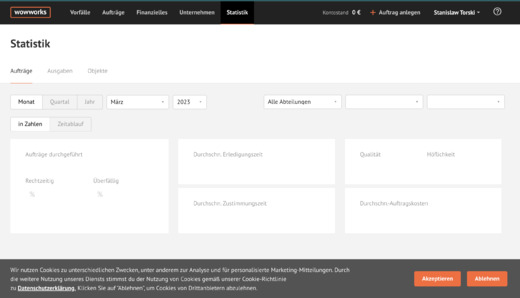 wowworks Vorfälle Aufträge Finanzielles Unternehmen Statistik Kontostand 0 € + Auftrag anlegen Stanislaw Torski
Statistik
Aufträge Ausgaben Objekte
Monat Quartal Jahr März 2023 Alle Abteilungen
in Zahlen Zeitablauf
Aufträge durchgeführt Durchschn. Erledigungszeit Qualität Höflichkeit
Rechtzeitig Überfällig
% %
Durchschn. Zustimmungszeit Durchschn. Auftragskosten
Wir nutzen Cookies zu unterschiedlichen Zwecken, unter anderem zur Analyse und für personalisierte Marketing-Mitteilungen. Durch
die weitere Nutzung unseres Diensts stimmst du der Nutzung von Cookies gemäß unserer Cookie-Richtlinie
zu Datenschutzerklärung. Klicken Sie auf "Ablehnen", um Cookies von Drittanbietern abzulehnen.
Akzeptieren Ablehnen